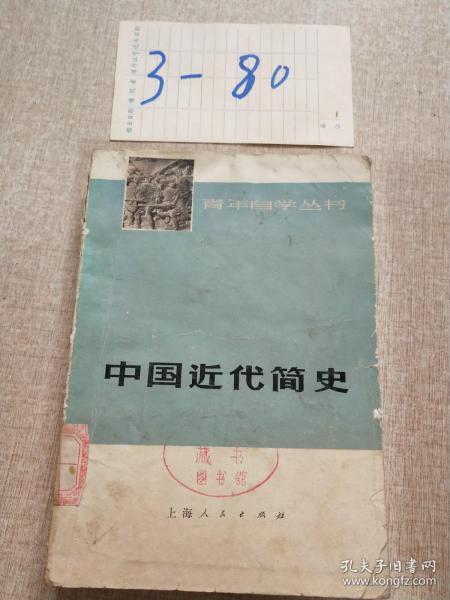 3-80
青年自学丛书
中国近代简史
藏书
图书馆
上海人民出版社
孔夫子旧书网
www.kongfz.com